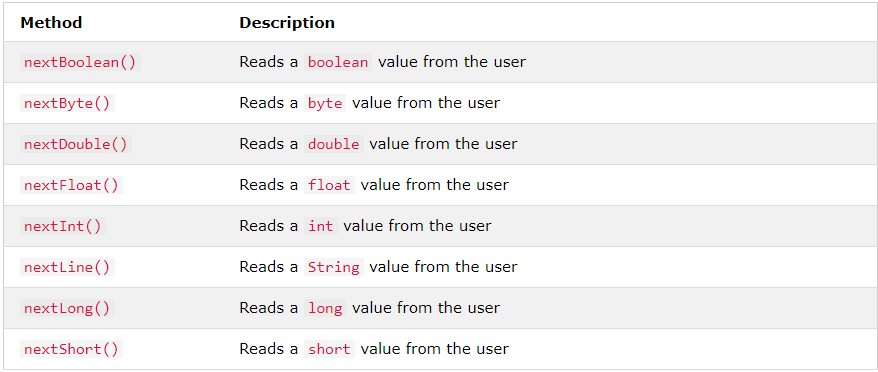 Method Description
nextBoolean() Reads a boolean value from the user
nextByte() Reads a byte value from the user
nextDouble() Reads a double value from the user
nextFloat() Reads a float value from the user
nextInt() Reads a int value from the user
nextLine() Reads a String value from the user
nextLong() Reads a long value from the user
nextShort() Reads a short value from the user